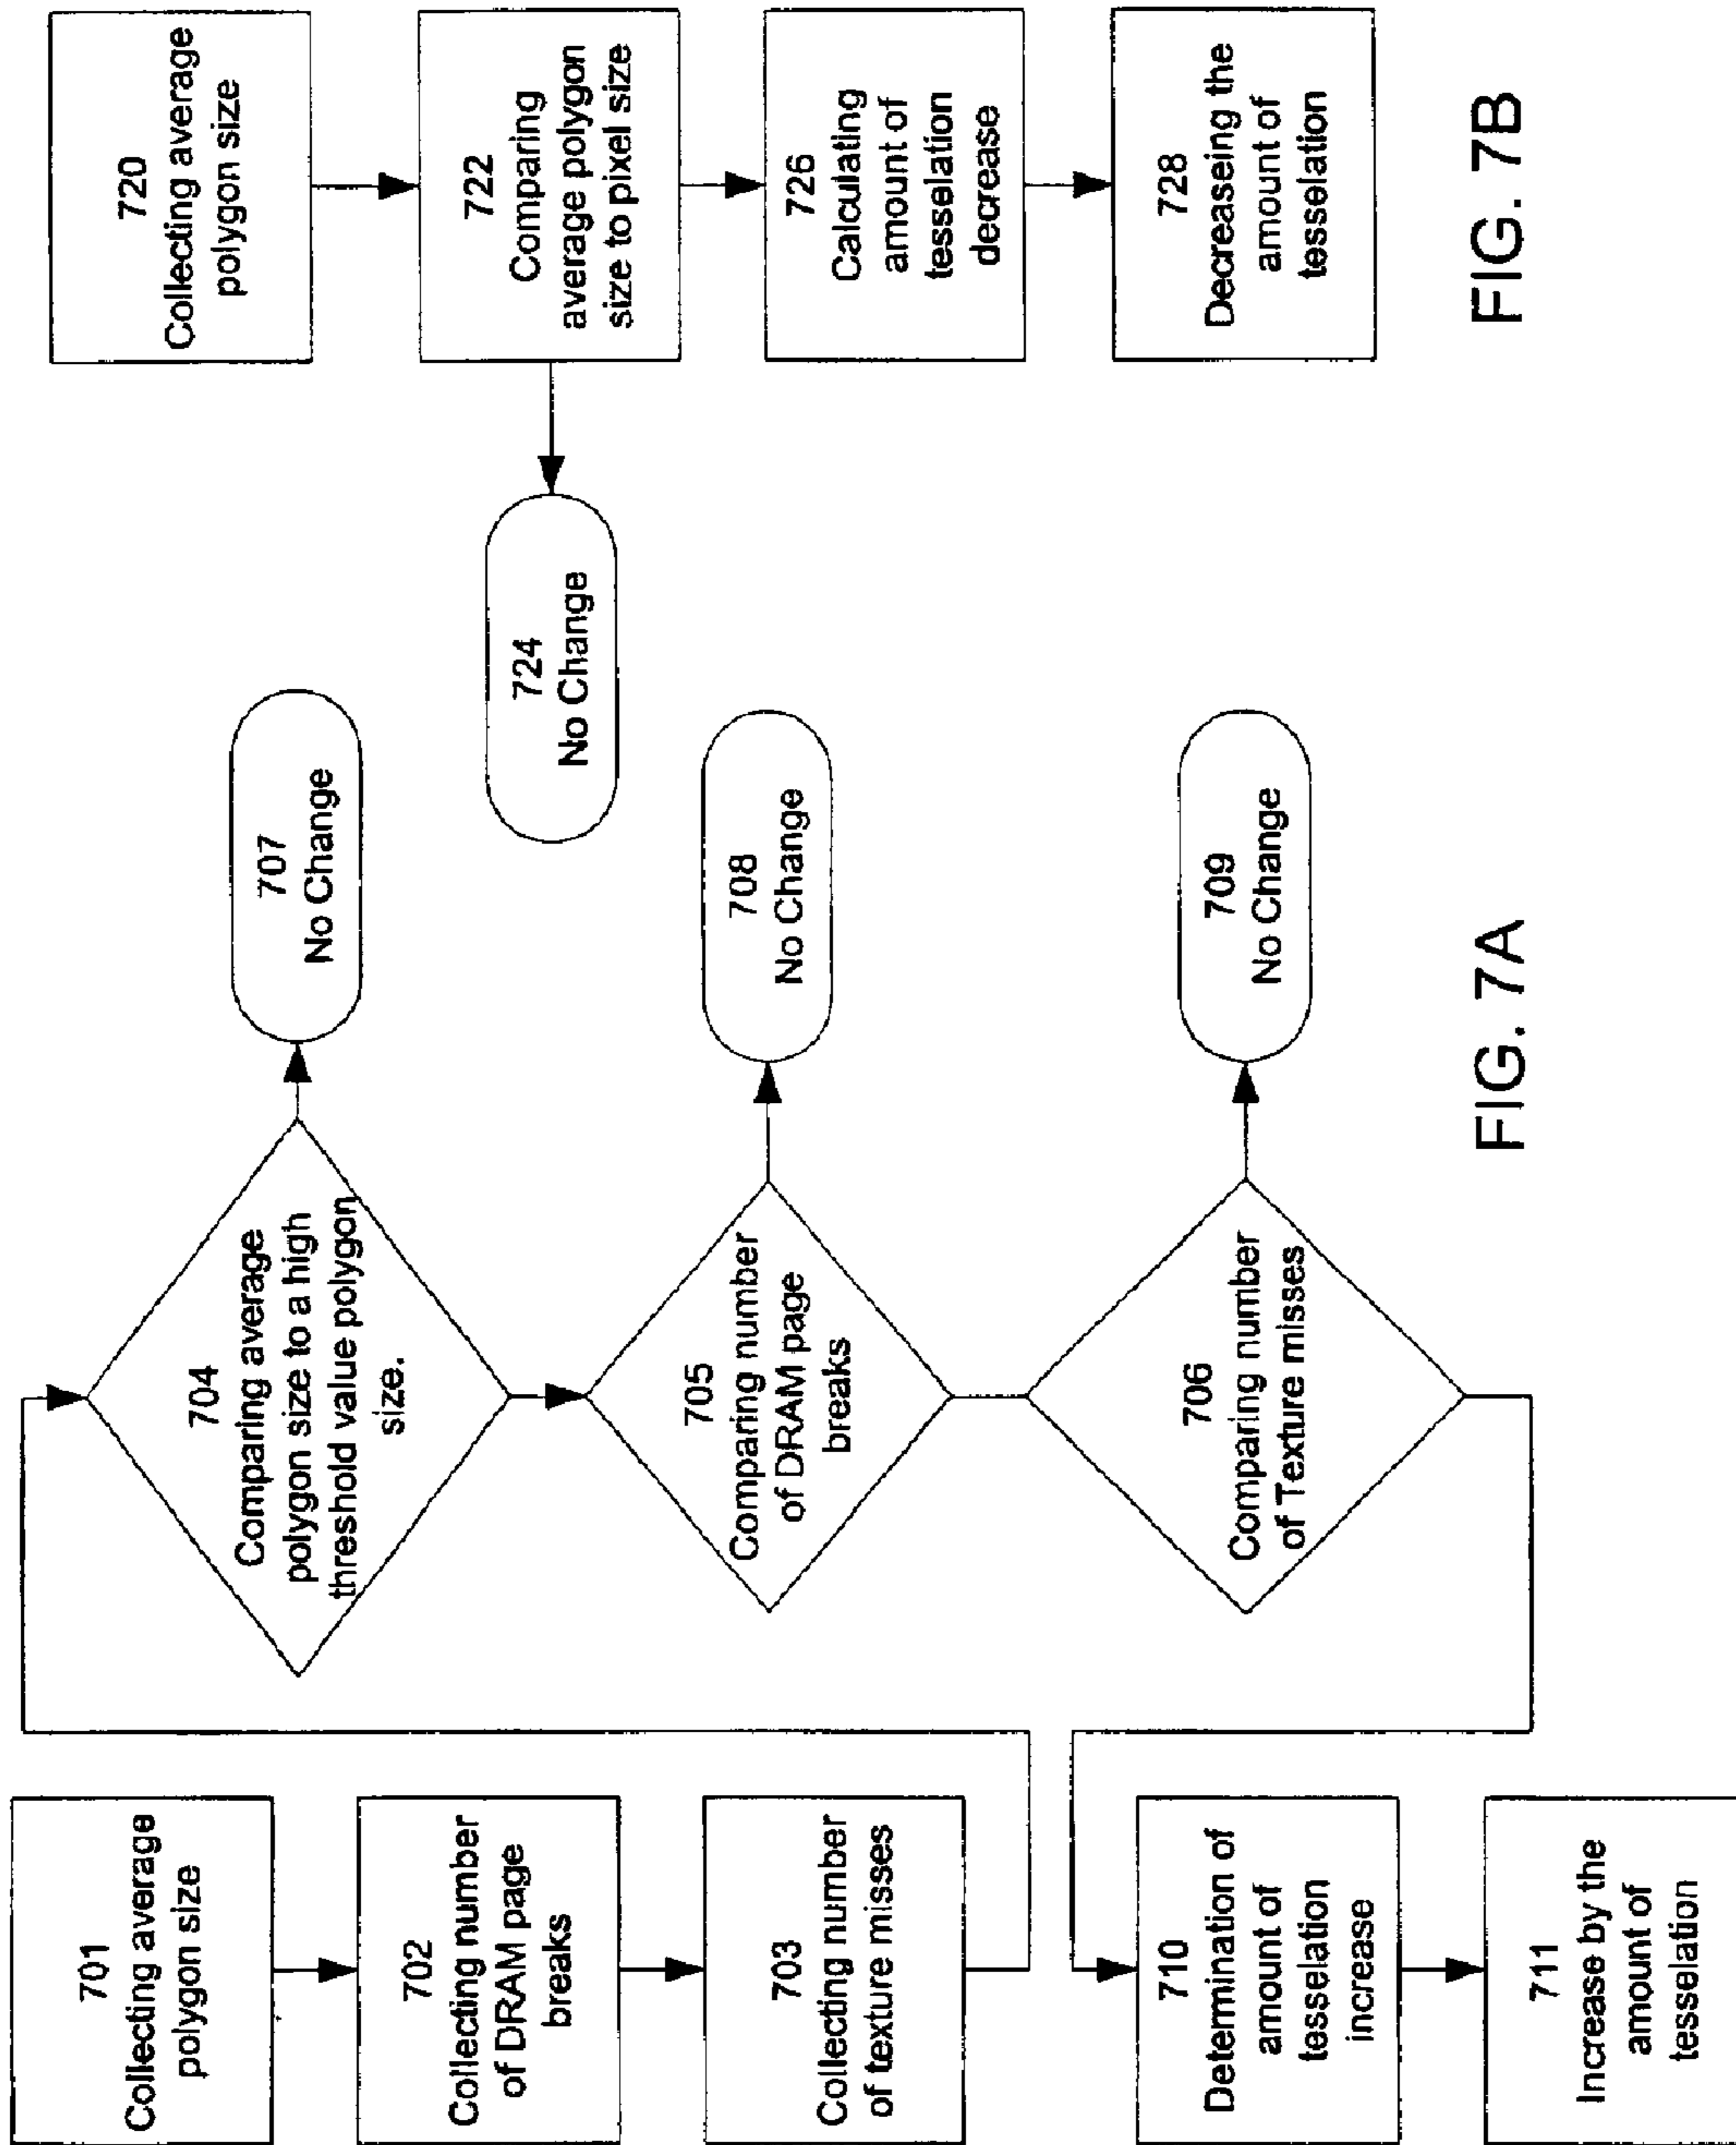 701
Collecting average
polygon size
702
Collecting number
of DRAM page
breaks
703
Collecting number
of texture misses
704
Comparing average
polygon size to a high
threshold value polygon
size.
707
No Change
705
Comparing number
of DRAM page
breaks
708
No Change
706
Comparing number
of Texture misses
709
No Change
710
Determination of
amount of
tesselation
increase
711
Increase by the
amount of
tesselation
FIG. 7A
720
Collecting average
polygon size
722
Comparing
average polygon
size to pixel size
724
No Change
726
Calculating
amount of
tesselation
decrease
728
Decreaseing the
amount of
tesselation
FIG. 7B